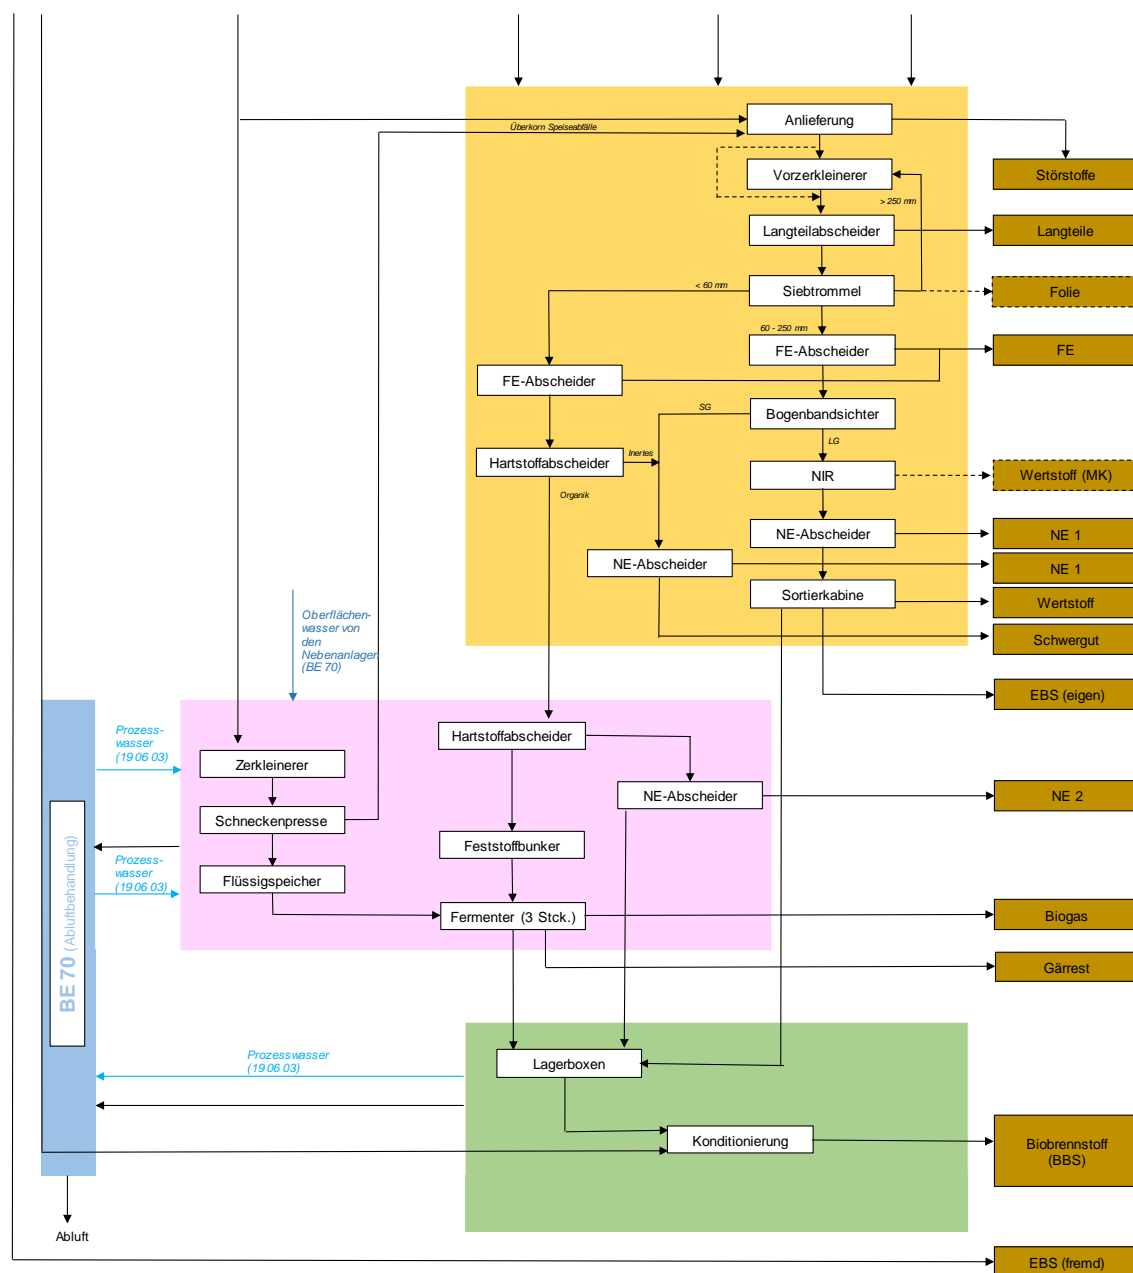 Anlieferung
Überkorn Speiseabfälle
Vorzerkleinerer
Störstoffe
> 250 mm
Langteilabscheider
Langteile
< 60 mm
Siebtrommel
Folie
60 - 250 mm
FE-Abscheider
FE
FE-Abscheider
SG
Bogenbandsichter
LG
Inertes
Hartstoffabscheider
NIR
Wertstoff (MK)
Organik
NE-Abscheider
NE 1
NE-Abscheider
NE 1
Sortierkabine
Wertstoff
Schwergut
Oberflächen-
wasser von
den
Nebenanlagen
(BE 70)
EBS (eigen)
Prozess-
wasser
(19 06 03)
Hartstoffabscheider
Zerkleinerer
NE-Abscheider
NE 2
Schneckenpresse
Feststoffbunker
Prozess-
wasser
(19 06 03)
Flüssigspeicher
Fermenter (3 Stck.)
Biogas
Gärrest
BE 70 (Abluftbehandlung)
Prozesswasser
(19 06 03)
Lagerboxen
Konditionierung
Biobrennstoff
(BBS)
Abluft
EBS (fremd)